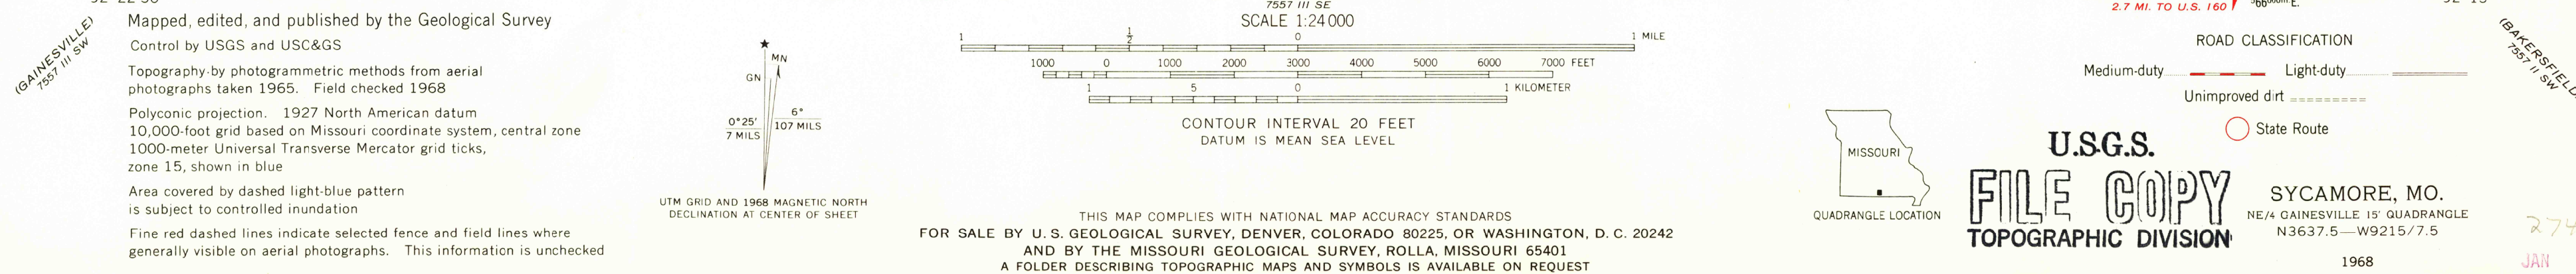 (GAINESVILLE)
7557 III SW
Mapped, edited, and published by the Geological Survey
Control by USGS and USC&GS
Topography by photogrammetric methods from aerial
photographs taken 1965. Field checked 1968
Polyconic projection. 1927 North American datum
10,000-foot grid based on Missouri coordinate system, central zone
1000-meter Universal Transverse Mercator grid ticks,
zone 15, shown in blue
Area covered by dashed light-blue pattern
is subject to controlled inundation
Fine red dashed lines indicate selected fence and field lines where
generally visible on aerial photographs. This information is unchecked
★
MN
GN
0°25'
7 MILS
6°
107 MILS
UTM GRID AND 1968 MAGNETIC NORTH
DECLINATION AT CENTER OF SHEET
7557 III SE
SCALE 1:24 000
1 ½ 0 1 MILE
1000 0 1000 2000 3000 4000 5000 6000 7000 FEET
1 5 0 1 KILOMETER
CONTOUR INTERVAL 20 FEET
DATUM IS MEAN SEA LEVEL
THIS MAP COMPLIES WITH NATIONAL MAP ACCURACY STANDARDS
FOR SALE BY U. S. GEOLOGICAL SURVEY, DENVER, COLORADO 80225, OR WASHINGTON, D. C. 20242
AND BY THE MISSOURI GEOLOGICAL SURVEY, ROLLA, MISSOURI 65401
A FOLDER DESCRIBING TOPOGRAPHIC MAPS AND SYMBOLS IS AVAILABLE ON REQUEST
MISSOURI
QUADRANGLE LOCATION
U.S.G.S.
FILE COPY
TOPOGRAPHIC DIVISION
2.7 MI. TO U.S. 160
ROAD CLASSIFICATION
Medium-duty Light-duty
Unimproved dirt
State Route
SYCAMORE, MO.
NE/4 GAINESVILLE 15' QUADRANGLE
N3637.5—W9215/7.5
1968
(BAKERSFIELD
7557 II SW
274
JAN